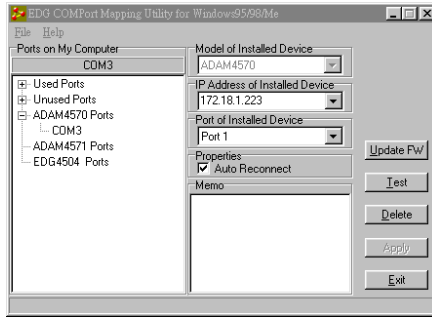 EDG COMPort Mapping Utility for Windows95/98/Me
File Help
Ports on My Computer
COM3
Used Ports
Unused Ports
ADAM4570 Ports
COM3
ADAM4571 Ports
EDG4504 Ports
Model of Installed Device
ADAM4570
IP Address of Installed Device
172.18.1.223
Port of Installed Device
Port 1
Properties
Auto Reconnect
Memo
Update FW
Test
Delete
Apply
Exit